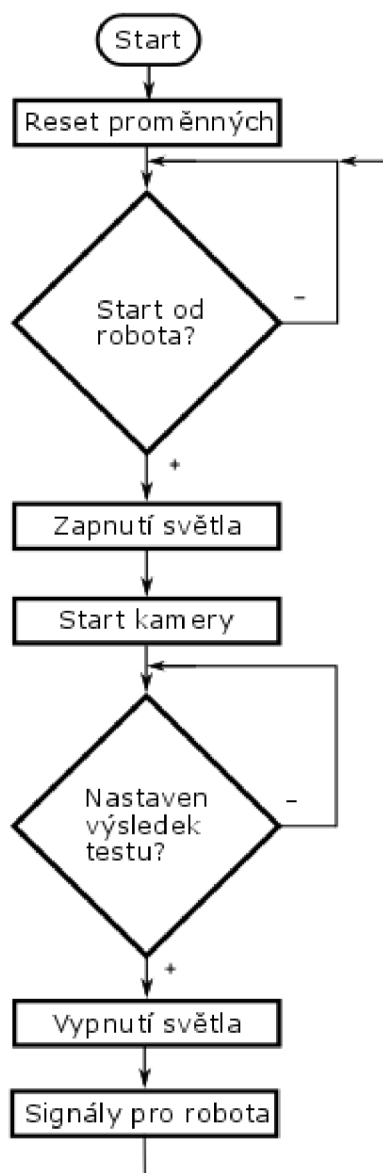 Start
Reset proměnných
-
Start od
robota?
+
Zapnutí světla
Start kamery
-
Nastaven
výsledek
testu?
+
Vypnutí světla
Signály pro robota